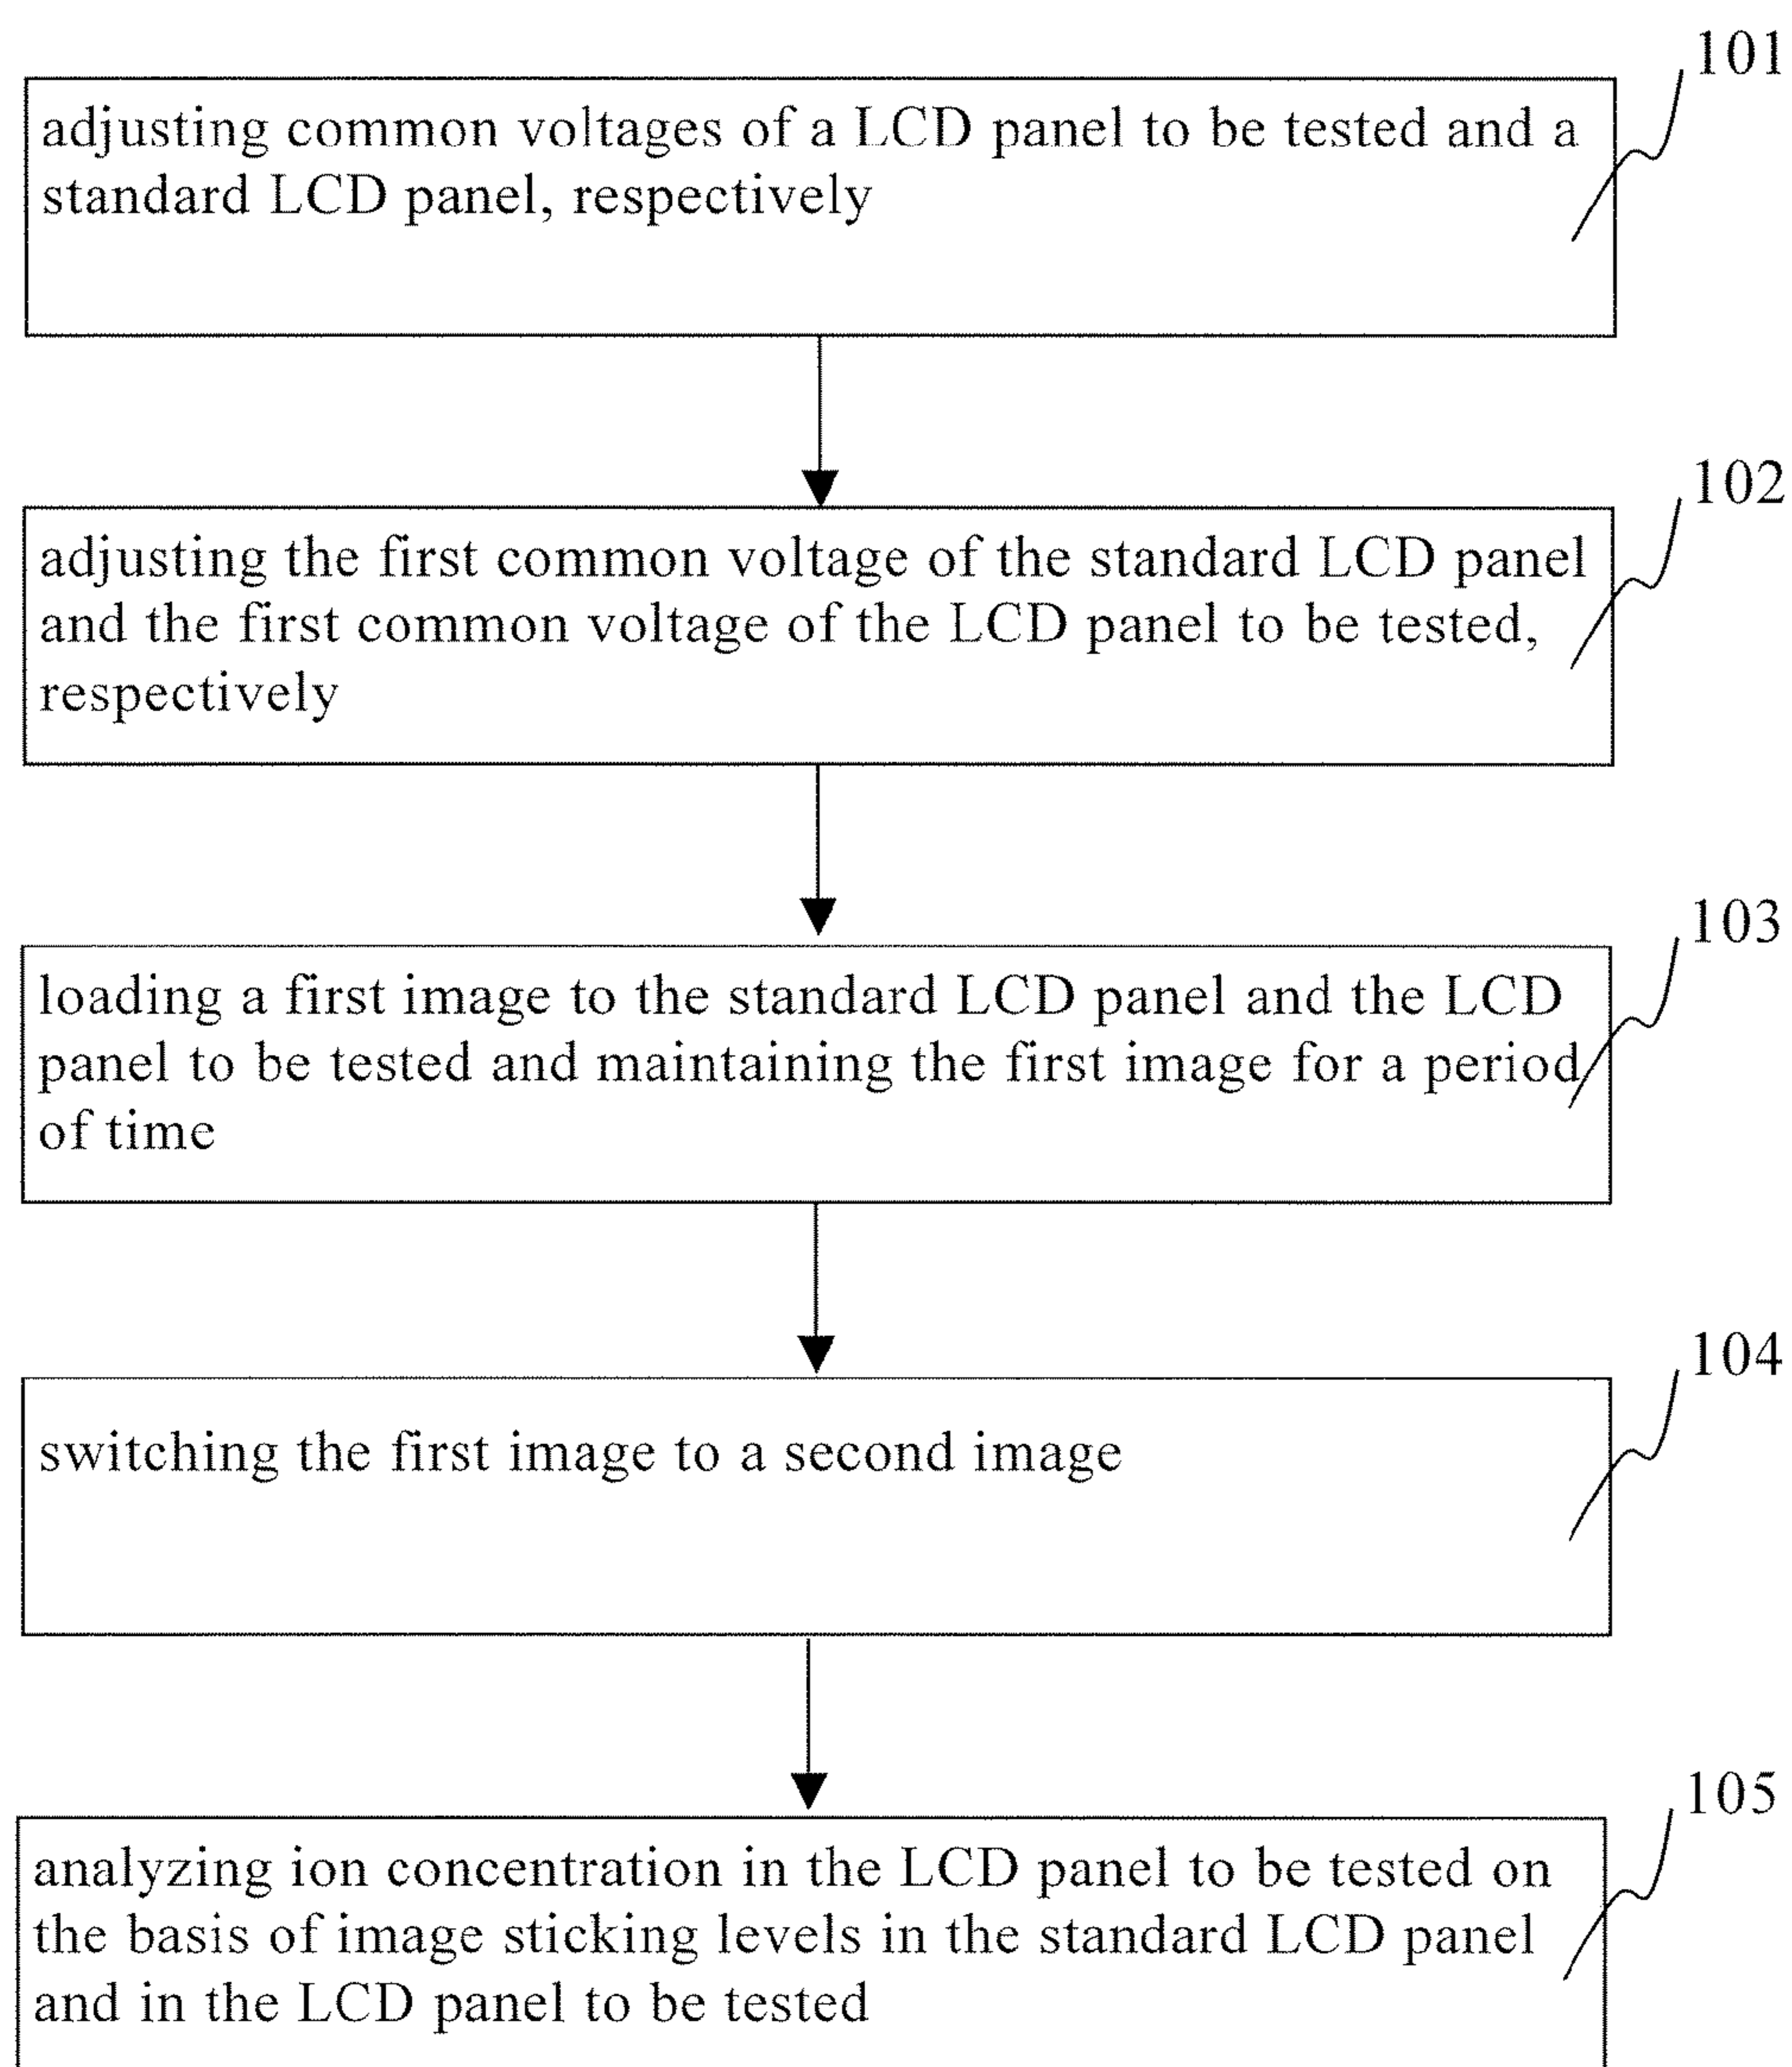 101
adjusting common voltages of a LCD panel to be tested and a
standard LCD panel, respectively
102
adjusting the first common voltage of the standard LCD panel
and the first common voltage of the LCD panel to be tested,
respectively
103
loading a first image to the standard LCD panel and the LCD
panel to be tested and maintaining the first image for a period
of time
104
switching the first image to a second image
105
analyzing ion concentration in the LCD panel to be tested on
the basis of image sticking levels in the standard LCD panel
and in the LCD panel to be tested